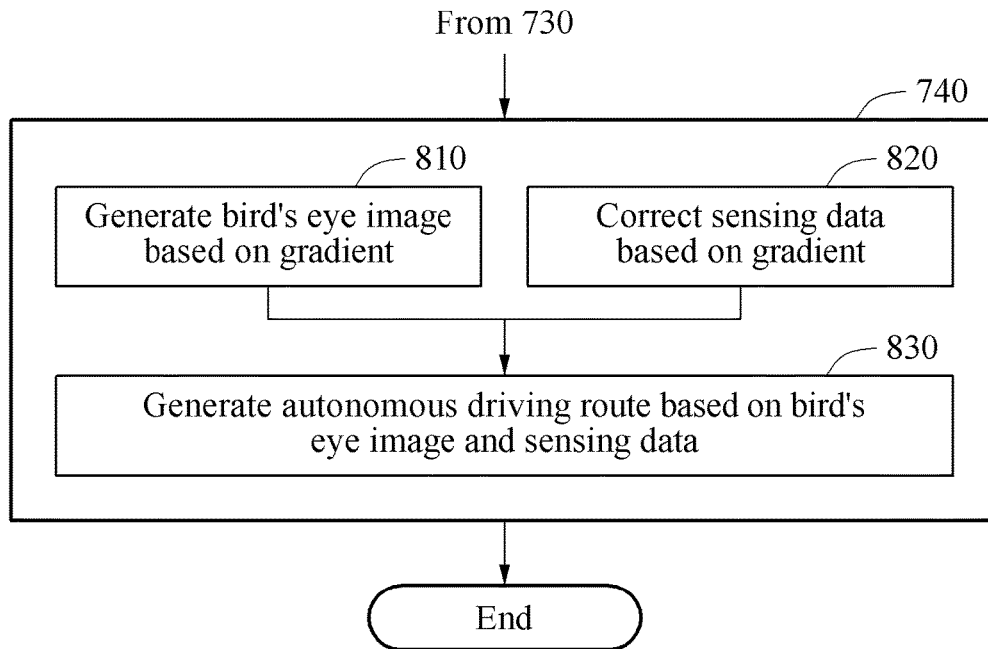 From 730
740
810
820
Generate bird's eye image
based on gradient
Correct sensing data
based on gradient
830
Generate autonomous driving route based on bird's
eye image and sensing data
End